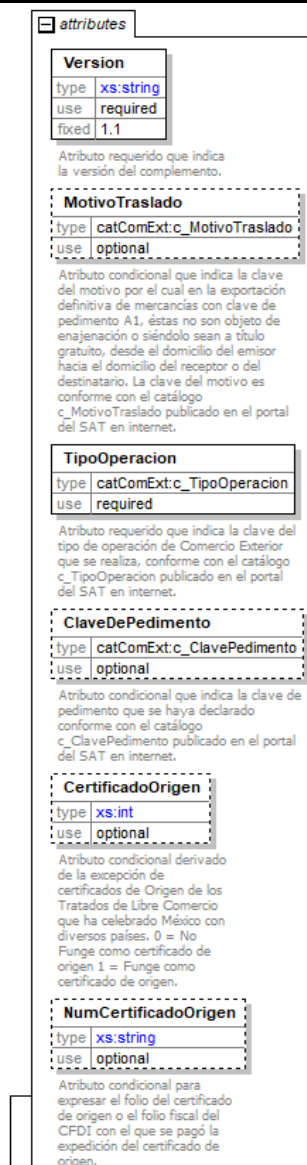 attributes
Version
type xs:string
use required
fixed 1.1
Atributo requerido que indica
la versión del complemento.
MotivoTraslado
type catComExt:c_MotivoTraslado
use optional
Atributo condicional que indica la clave
del motivo por el cual en la exportación
definitiva de mercancías con clave de
pedimento A1, éstas no son objeto de
enajenación o siéndolo sean a título
gratuito, desde el domicilio del emisor
hacia el domicilio del receptor o del
destinatario. La clave del motivo es
conforme con el catálogo
c_MotivoTraslado publicado en el portal
del SAT en internet.
TipoOperacion
type catComExt:c_TipoOperacion
use required
Atributo requerido que indica la clave del
tipo de operación de Comercio Exterior
que se realiza, conforme con el catálogo
c_TipoOperacion publicado en el portal
del SAT en internet.
ClaveDePedimento
type catComExt:c_ClavePedimento
use optional
Atributo condicional que indica la clave de
pedimento que se haya declarado
conforme con el catálogo
c_ClavePedimento publicado en el portal
del SAT en internet.
CertificadoOrigen
type xs:int
use optional
Atributo condicional derivado
de la excepción de
certificados de Origen de los
Tratados de Libre Comercio
que ha celebrado México con
diversos países. 0 = No
Funge como certificado de
origen 1 = Funge como
certificado de origen.
NumCertificadoOrigen
type xs:string
use optional
Atributo condicional para
expresar el folio del certificado
de origen o el folio fiscal del
CFDI con el que se pagó la
expedición del certificado de
origen.